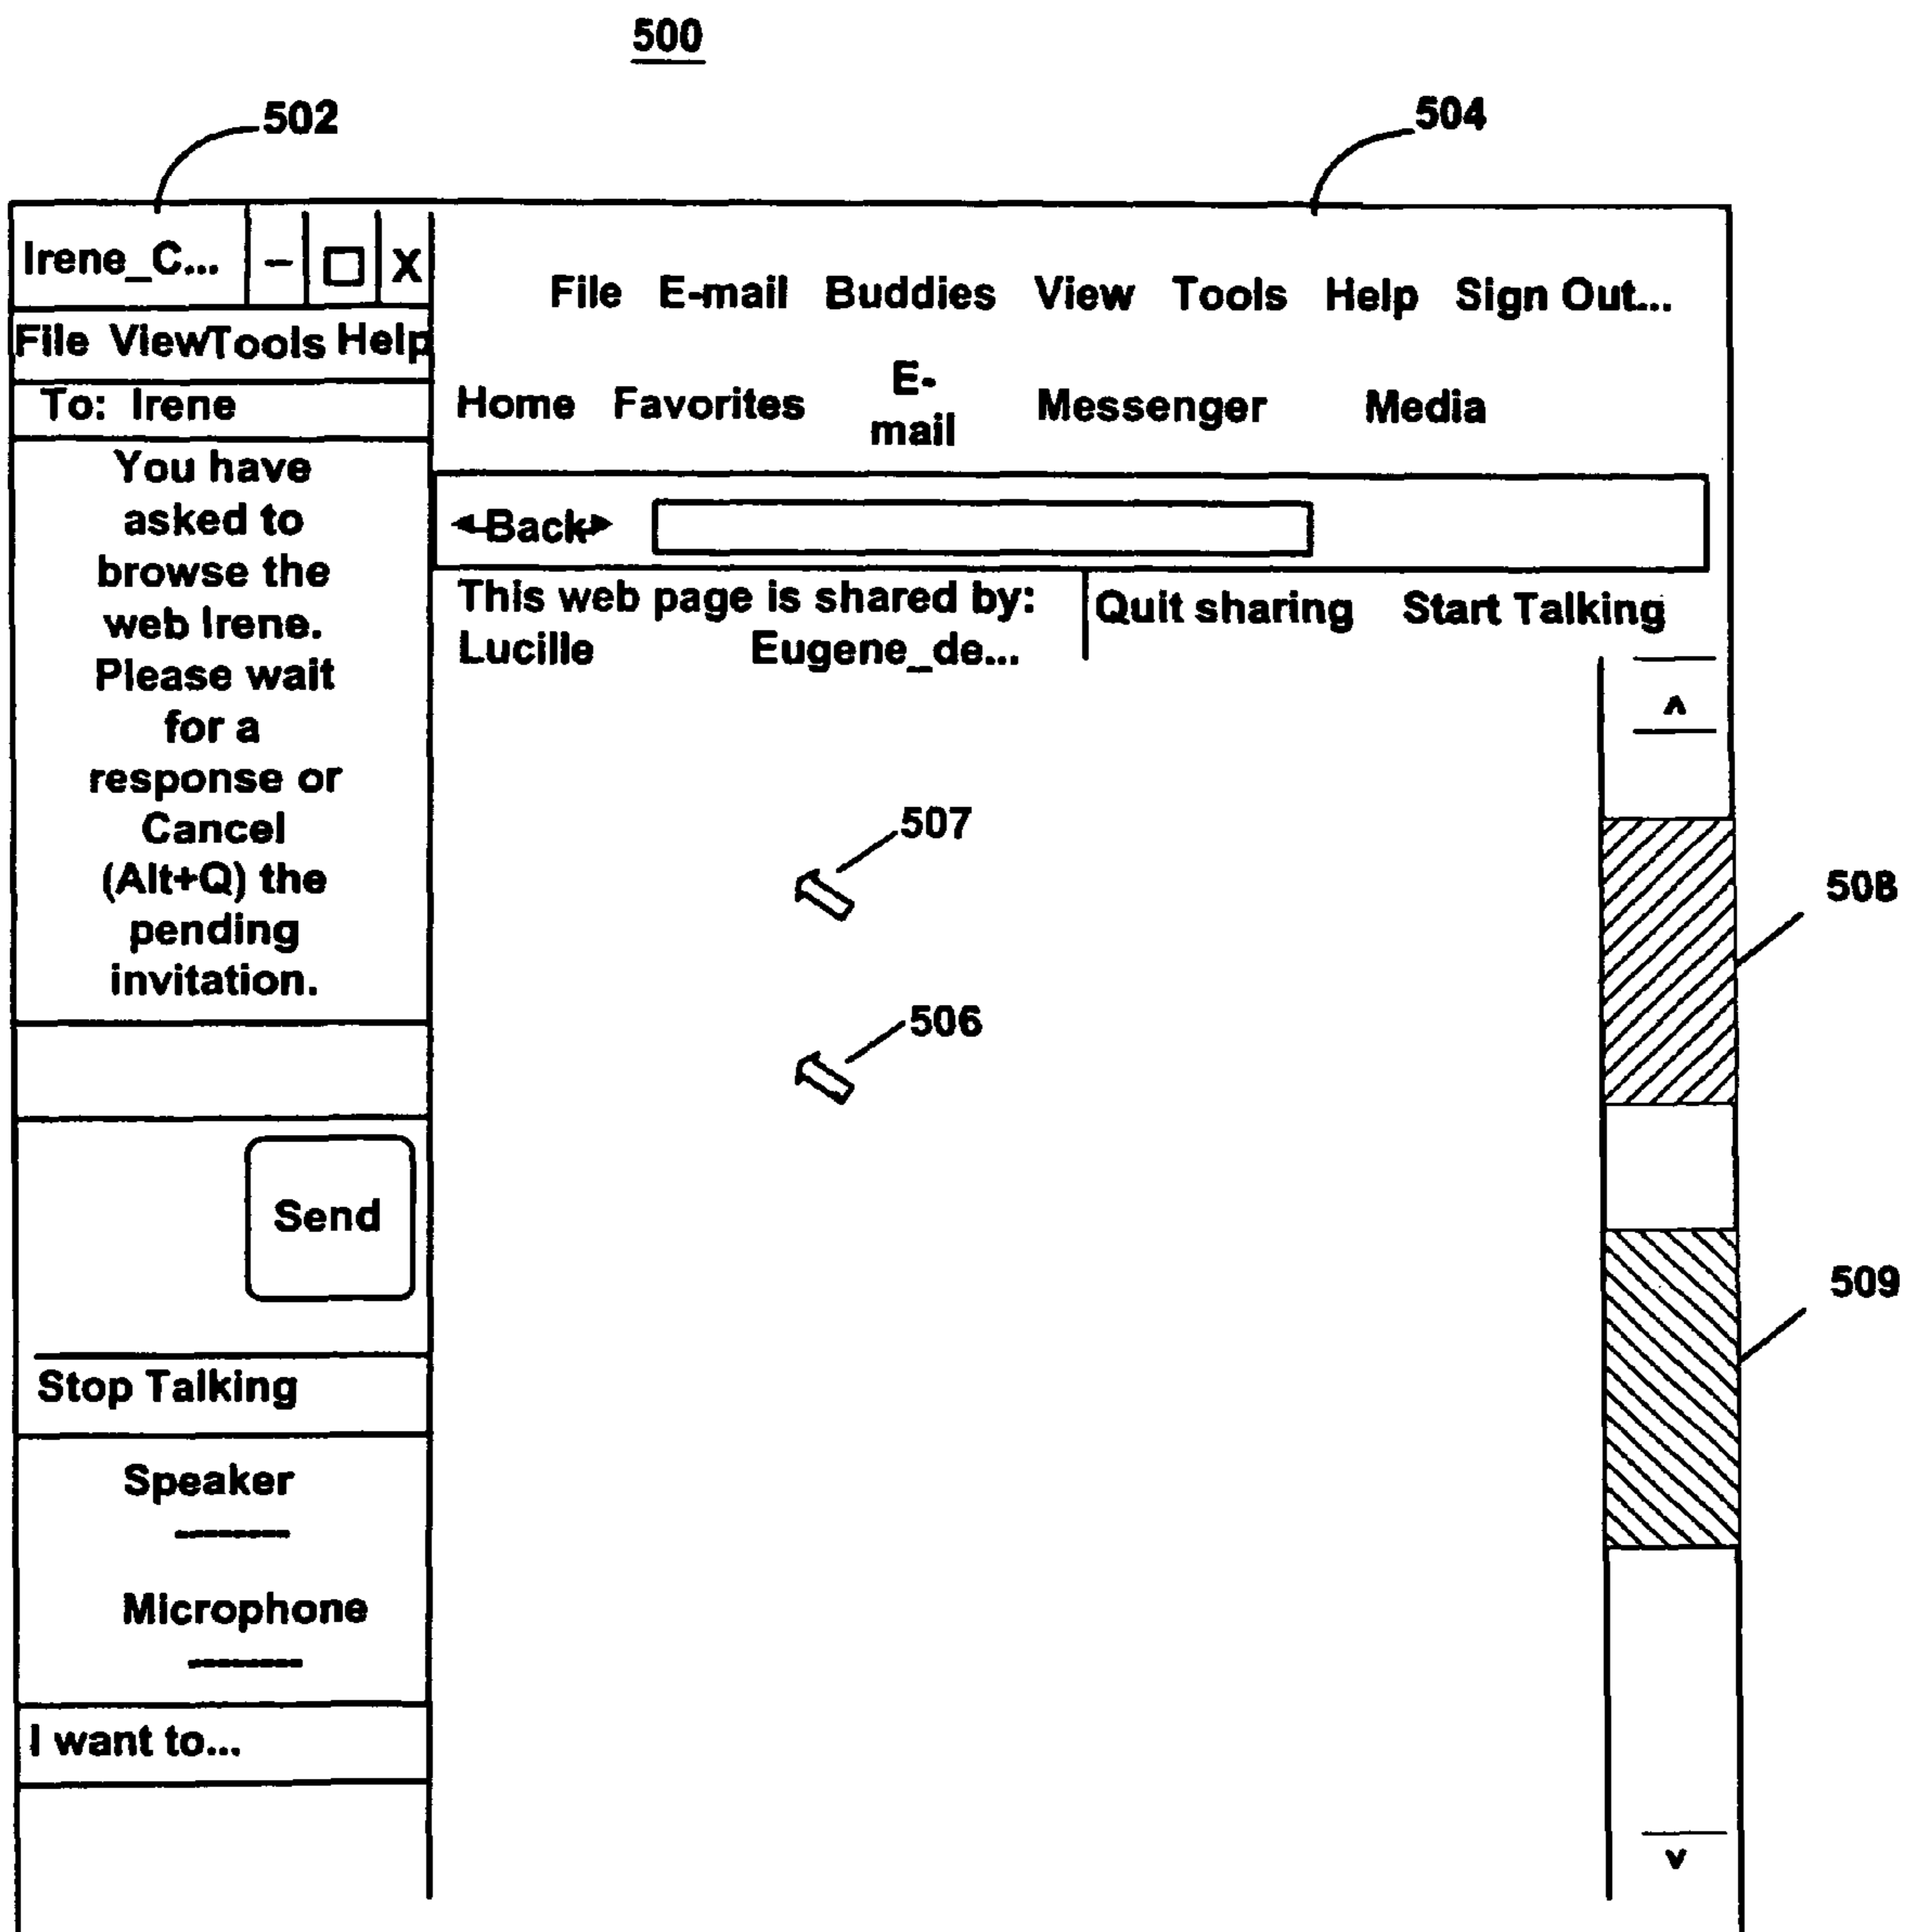 500
502
504
Irene_C... – □ X
File View Tools Help
To: Irene
You have
asked to
browse the
web Irene.
Please wait
for a
response or
Cancel
(Alt+Q) the
pending
invitation.
Send
Stop Talking
Speaker
Microphone
I want to...
File E-mail Buddies View Tools Help Sign Out...
Home Favorites E-
mail Messenger Media
Back
This web page is shared by:
Lucille Eugene_de...
Quit sharing Start Talking
^
507
508
506
509
v